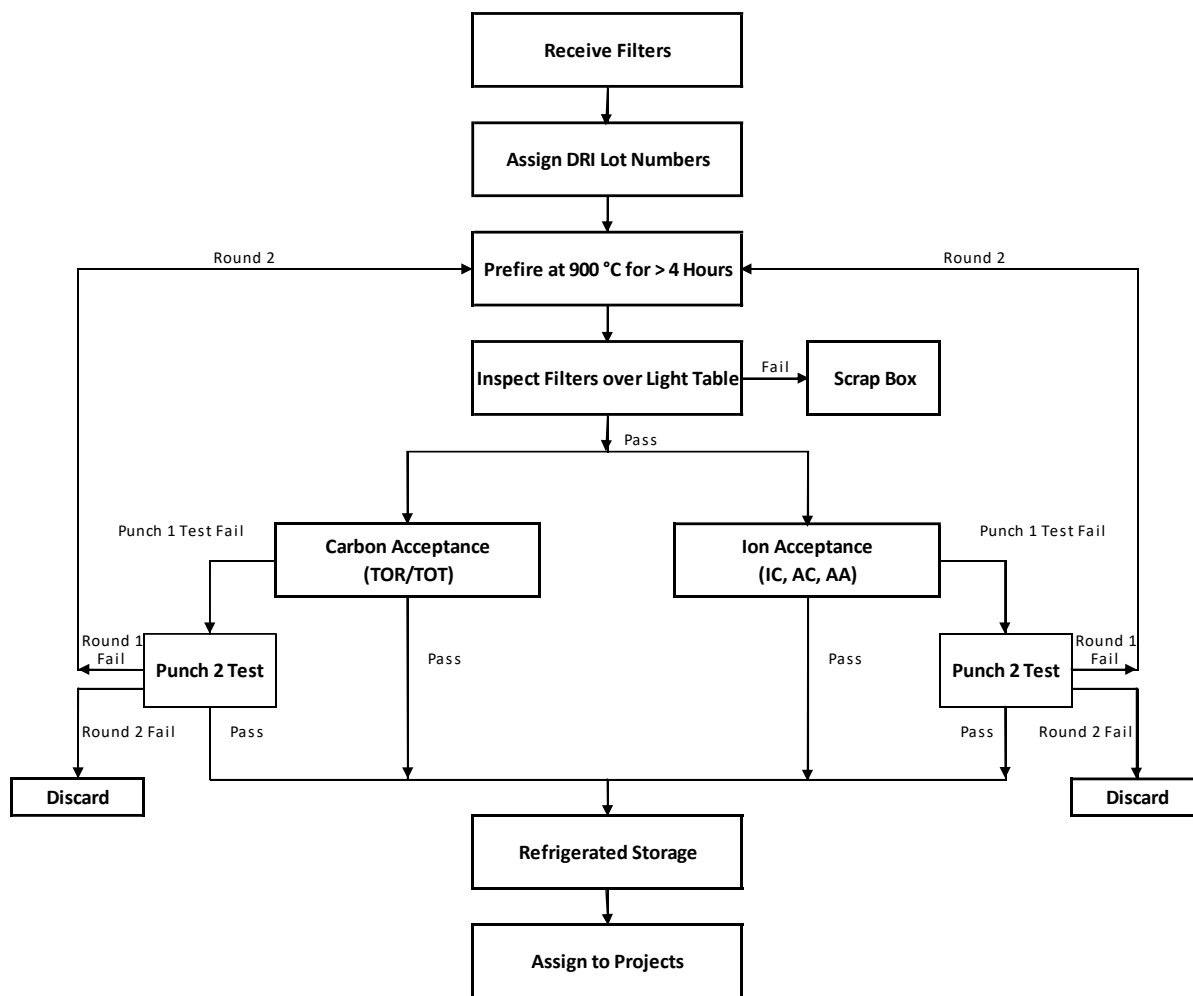 Receive Filters
Assign DRI Lot Numbers
Round 2
Prefire at 900 °C for > 4 Hours
Round 2
Inspect Filters over Light Table
Fail
Scrap Box
Pass
Punch 1 Test Fail
Carbon Acceptance
(TOR/TOT)
Ion Acceptance
(IC, AC, AA)
Punch 1 Test Fail
Round 1
Fail
Punch 2 Test
Pass
Pass
Punch 2 Test
Round 1
Fail
Round 2 Fail
Pass
Pass
Round 2 Fail
Discard
Discard
Refrigerated Storage
Assign to Projects